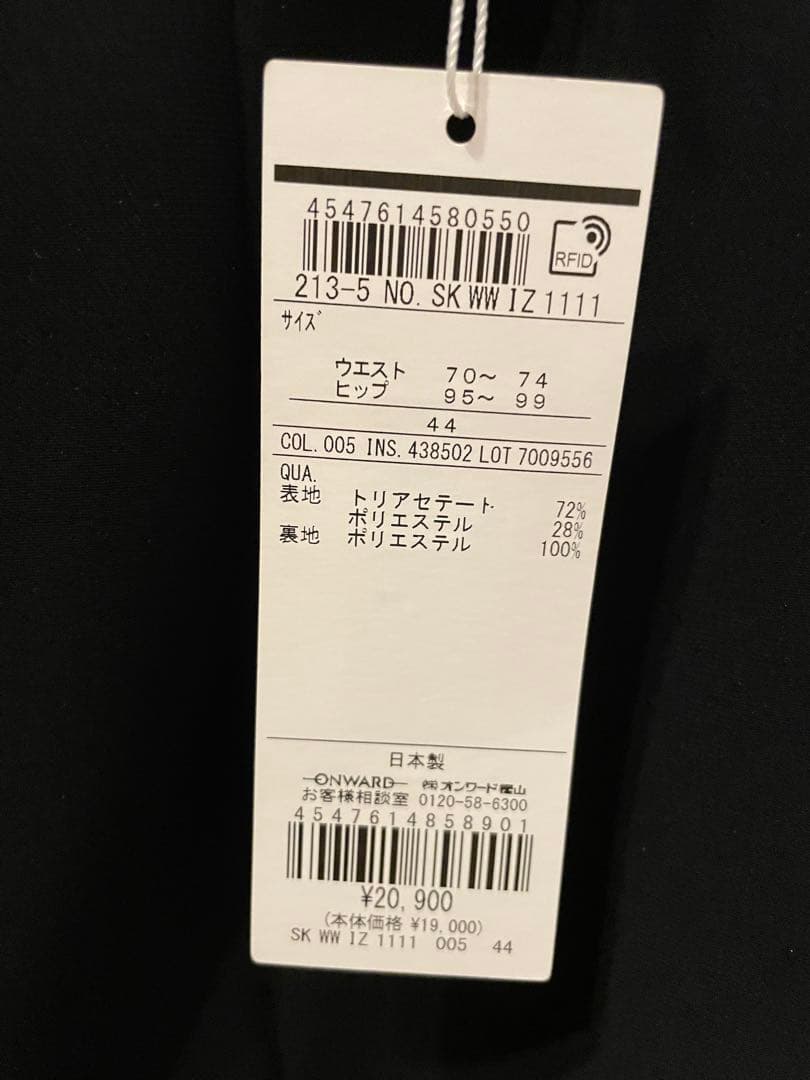 4547614580550
RFID
213-5 NO. SK WW IZ 1111
サイズ
ウエスト 70～ 74
ヒップ 95～ 99
44
COL. 005 INS. 438502 LOT 7009556
QUA.
表地 トリアセテート 72%
ポリエステル 28%
裏地 ポリエステル 100%
日本製
ONWARD ㈱オンワード樫山
お客様相談室 0120-58-6300
4547614858901
¥20,900
(本体価格 ¥19,000)
SK WW IZ 1111 005 44